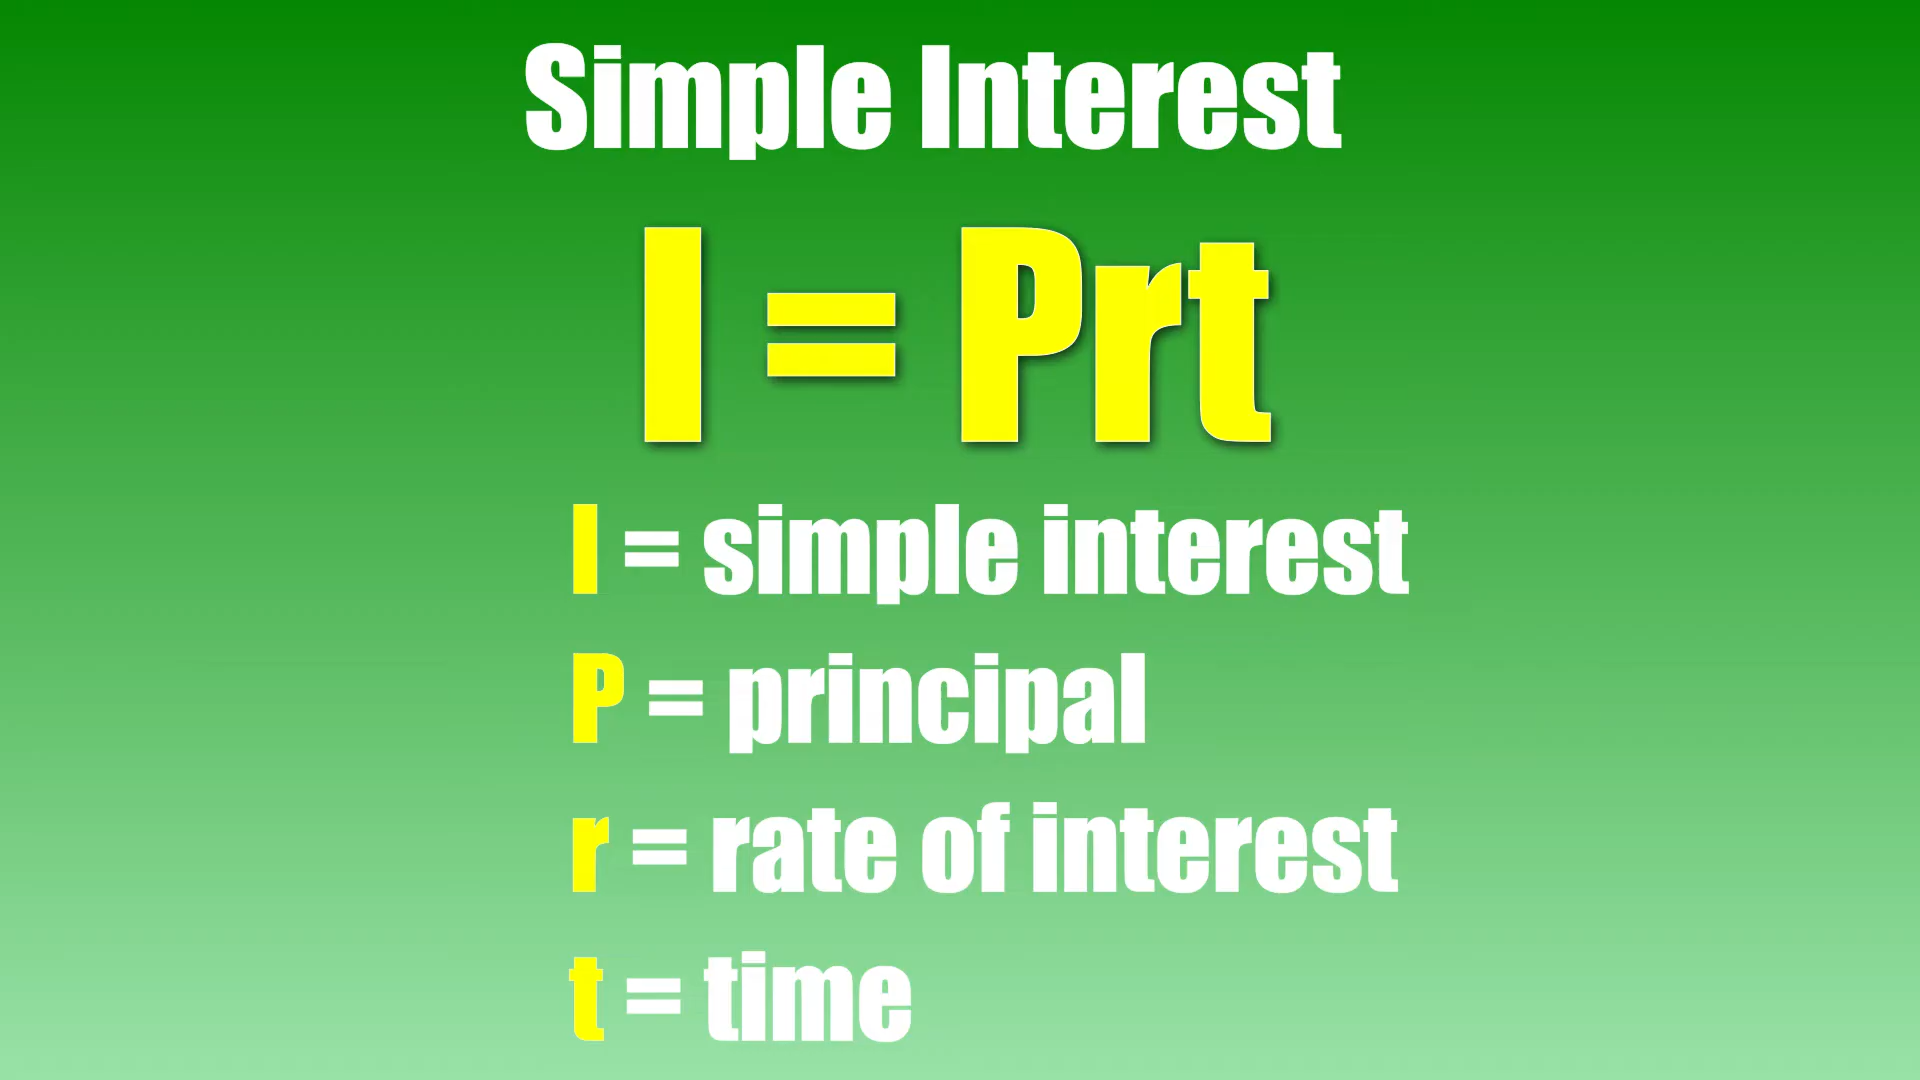 Simple Interest
I = Prt
I = simple interest
P = principal
r = rate of interest
t = time